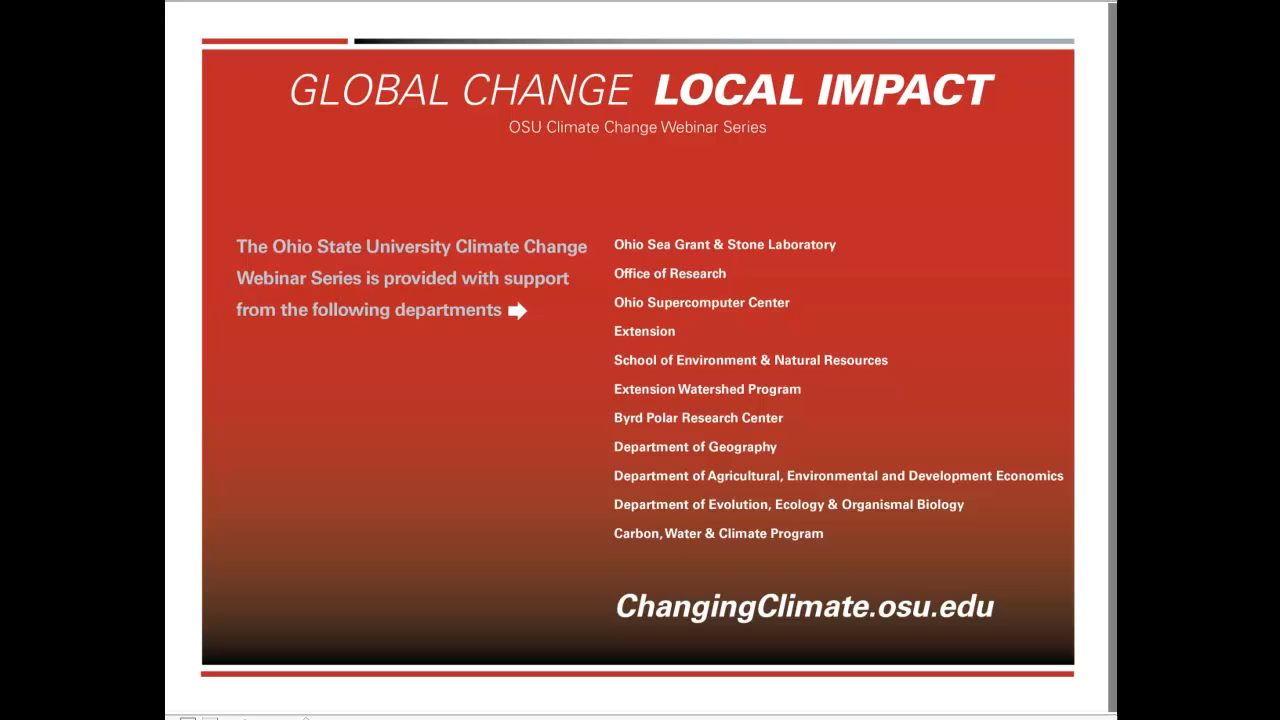 GLOBAL CHANGE LOCAL IMPACT
OSU Climate Change Webinar Series
The Ohio State University Climate Change
Webinar Series is provided with support
from the following departments
Ohio Sea Grant & Stone Laboratory
Office of Research
Ohio Supercomputer Center
Extension
School of Environment & Natural Resources
Extension Watershed Program
Byrd Polar Research Center
Department of Geography
Department of Agricultural, Environmental and Development Economics
Department of Evolution, Ecology & Organismal Biology
Carbon, Water & Climate Program
ChangingClimate.osu.edu